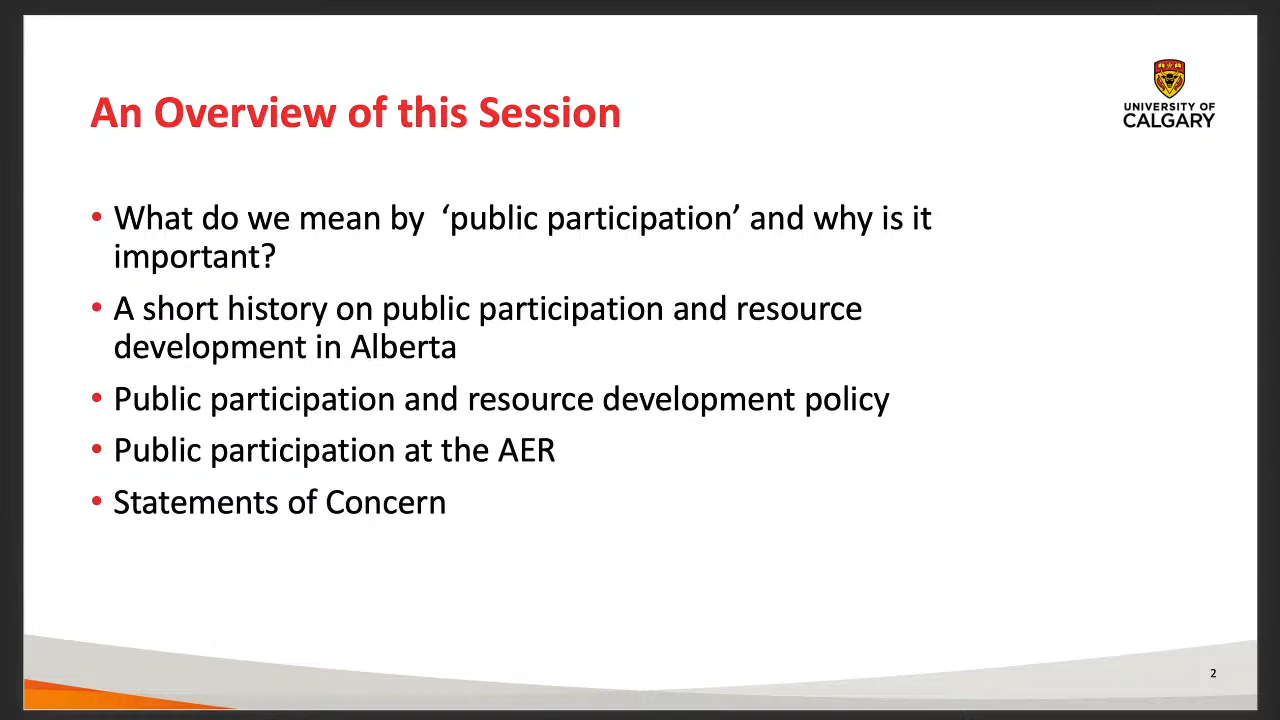 An Overview of this Session
UNIVERSITY OF
CALGARY
• What do we mean by  ‘public participation’ and why is it
important?
• A short history on public participation and resource
development in Alberta
• Public participation and resource development policy
• Public participation at the AER
• Statements of Concern
2